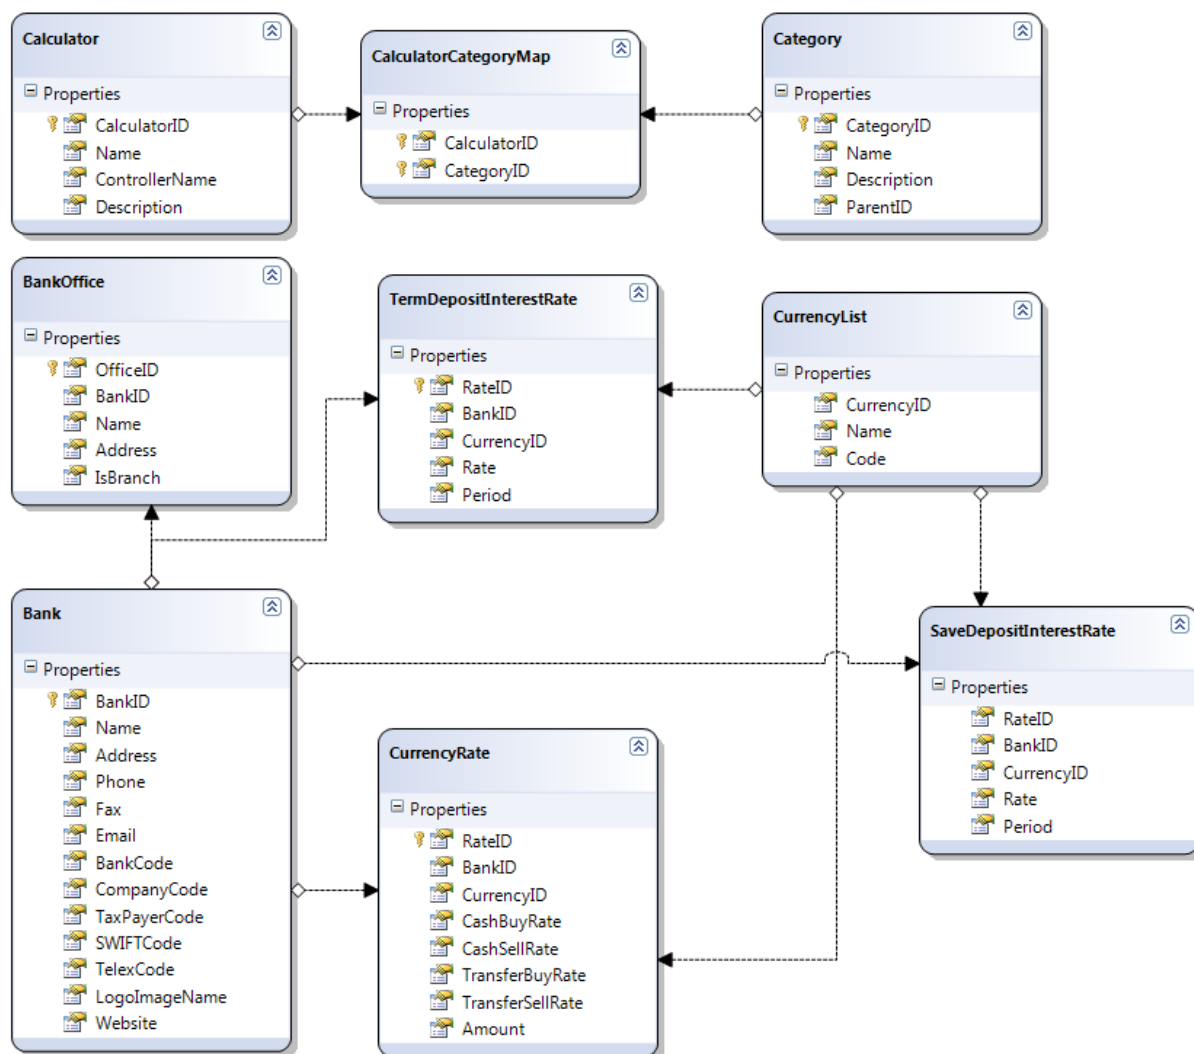 Calculator
Properties
CalculatorID
Name
ControllerName
Description
CalculatorCategoryMap
Properties
CalculatorID
CategoryID
Category
Properties
CategoryID
Name
Description
ParentID
BankOffice
Properties
OfficeID
BankID
Name
Address
IsBranch
TermDepositInterestRate
Properties
RateID
BankID
CurrencyID
Rate
Period
CurrencyList
Properties
CurrencyID
Name
Code
Bank
Properties
BankID
Name
Address
Phone
Fax
Email
BankCode
CompanyCode
TaxPayerCode
SWIFTCode
TelexCode
LogoImageName
Website
CurrencyRate
Properties
RateID
BankID
CurrencyID
CashBuyRate
CashSellRate
TransferBuyRate
TransferSellRate
Amount
SaveDepositInterestRate
Properties
RateID
BankID
CurrencyID
Rate
Period